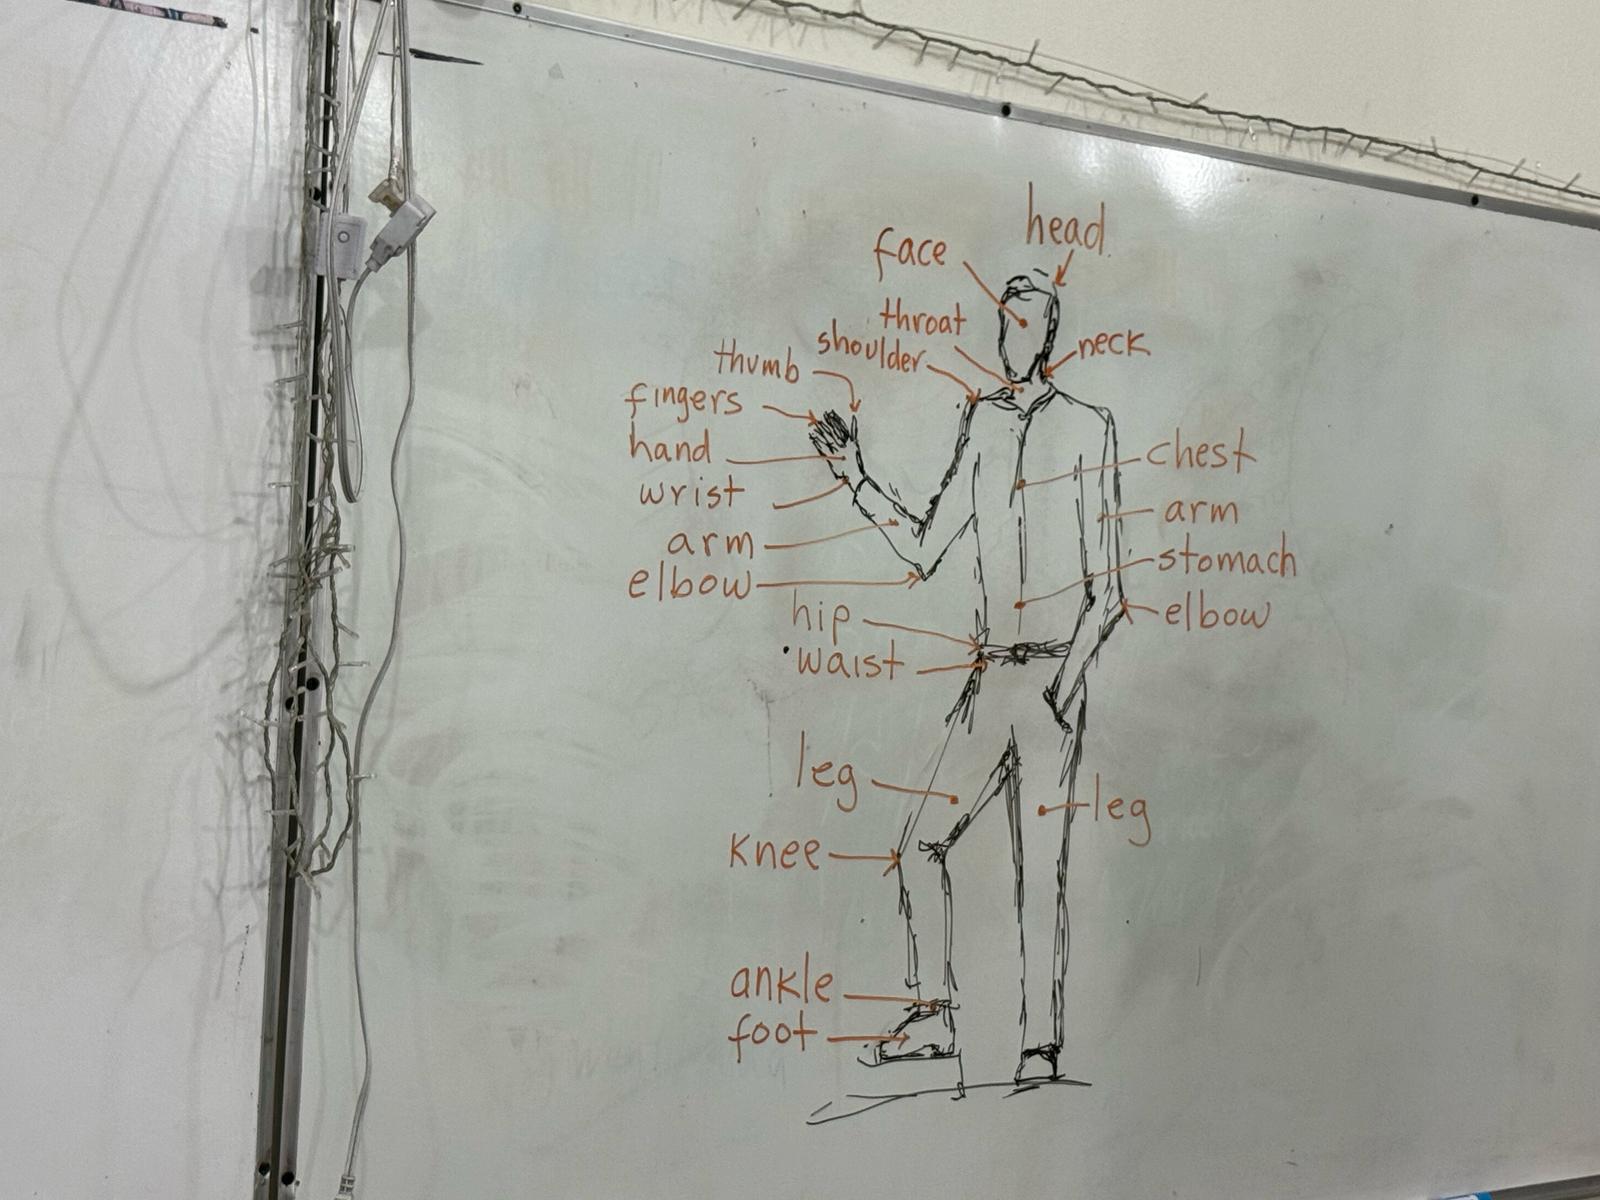 head
face
throat
shoulder
neck
thumb
fingers
hand
wrist
arm
elbow
chest
arm
stomach
elbow
hip
waist
leg
leg
knee
ankle
foot